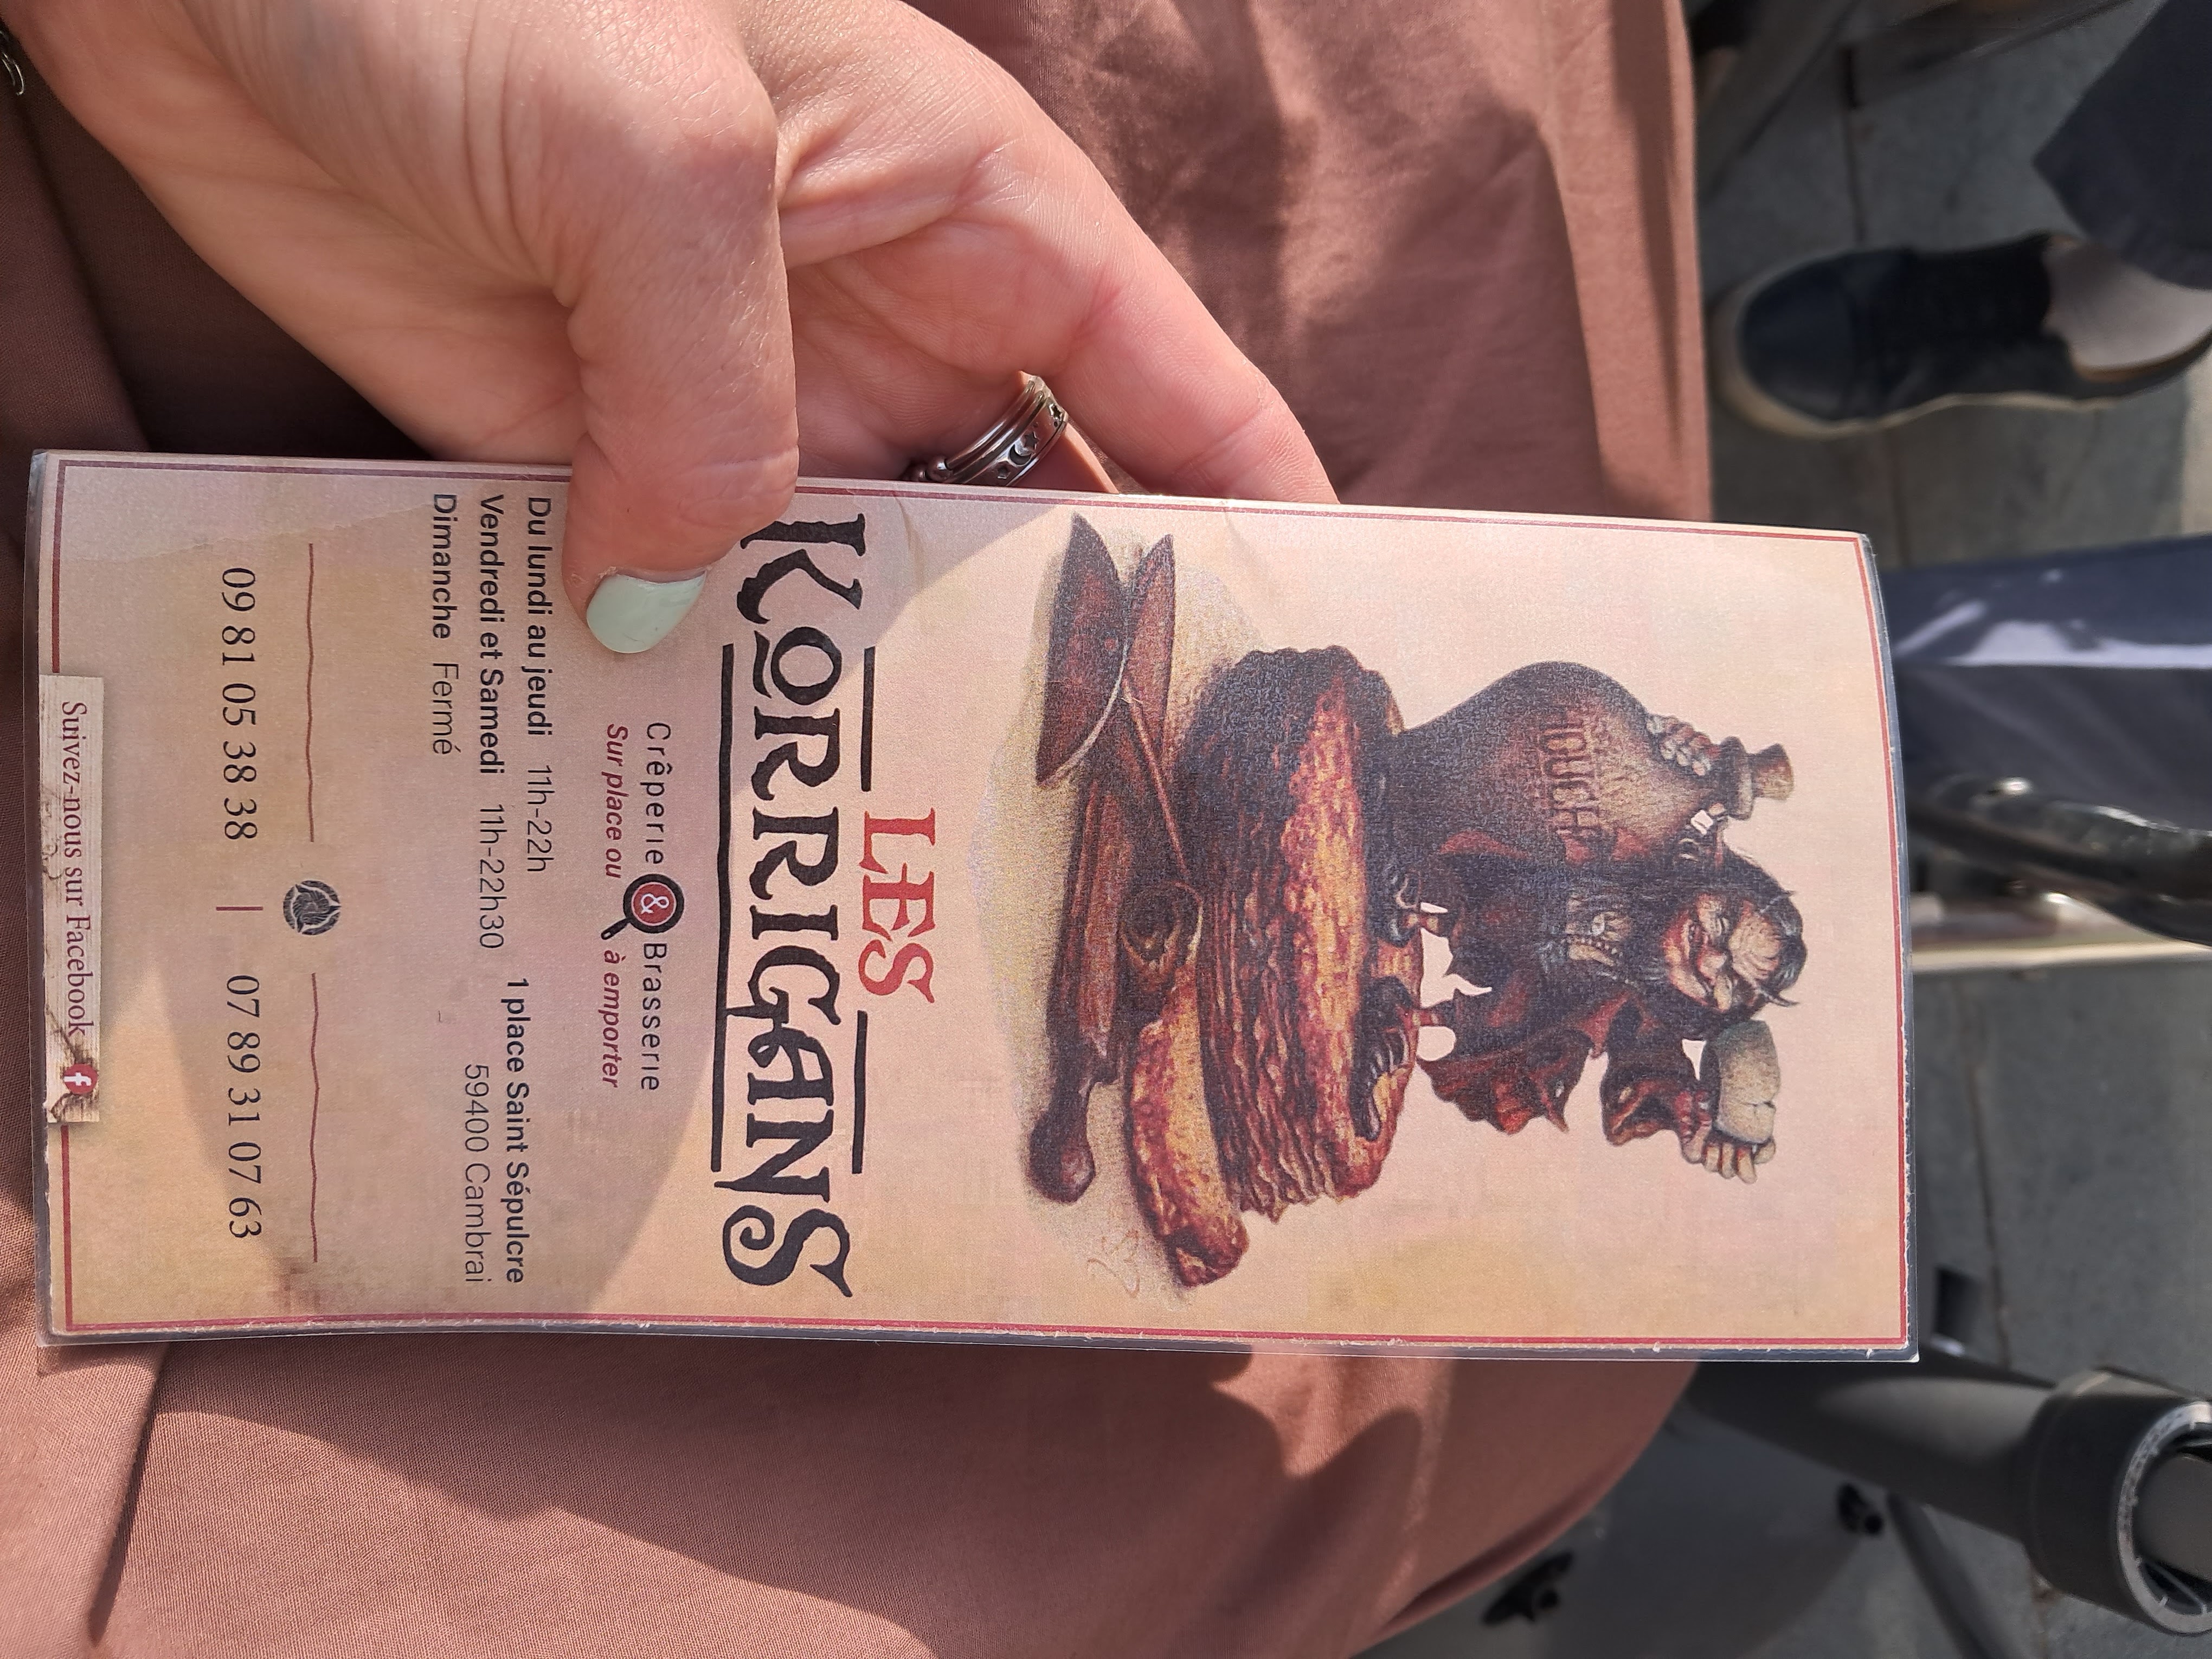 LES
KORRIGANS
Crêperie & Brasserie
Sur place ou à emporter
Du lundi au jeudi 11h-22h
Vendredi et Samedi 11h-22h30
Dimanche Fermé
1 place Saint Sépulcre
59400 Cambrai
09 81 05 38 38 | 07 89 31 07 63
Suivez-nous sur Facebook f